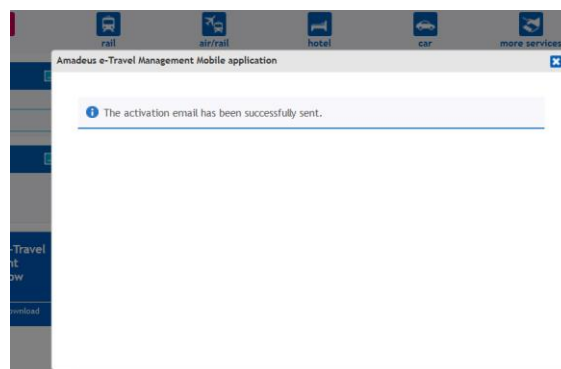 rail
air/rail
hotel
car
more services
Amadeus e-Travel Management Mobile application
The activation email has been successfully sent.
-Travel
nt
ow
ownload